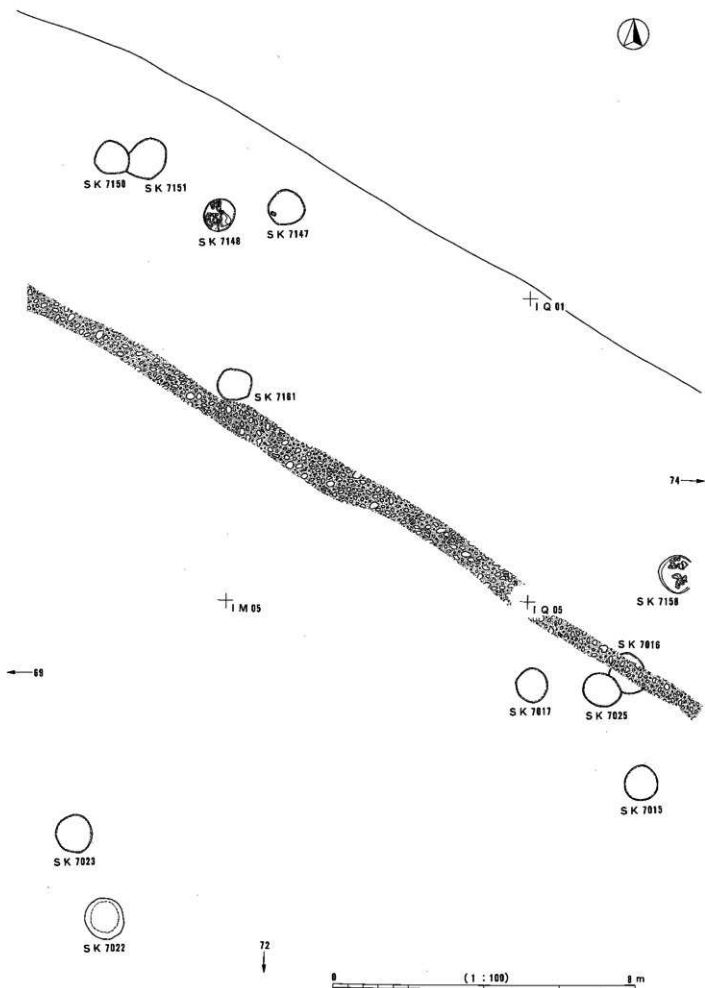 SK 7150
SK 7151
SK 7148
SK 7147
IQ 01
SK 7161
74
IM 05
IQ 05
SK 7158
SK 7016
69
SK 7017
SK 7025
SK 7015
SK 7023
SK 7022
72
0
(1 : 100)
8 m